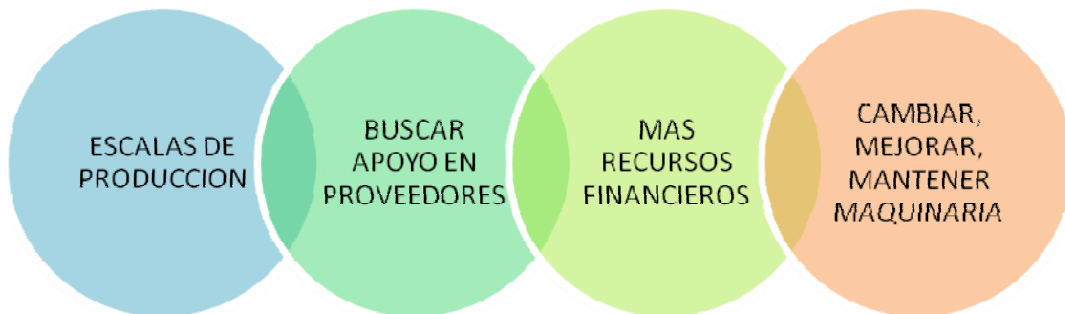 ESCALAS DE
PRODUCCION
BUSCAR
APOYO EN
PROVEEDORES
MAS
RECURSOS
FINANCIEROS
CAMBIAR,
MEJORAR,
MANTENER
MAQUINARIA